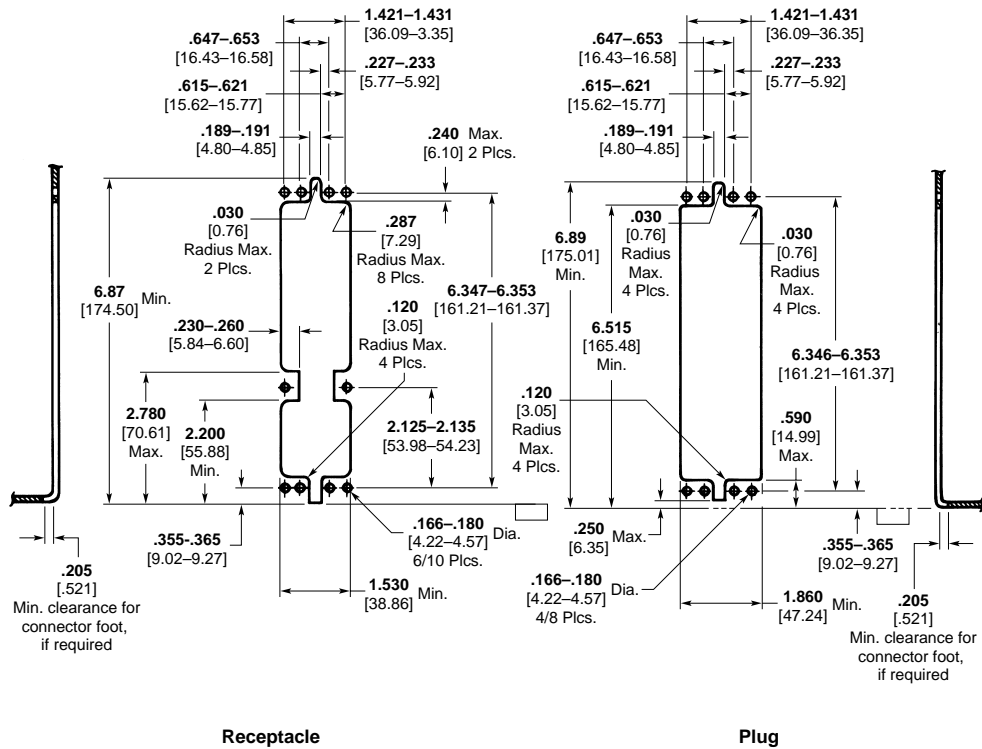 1.421–1.431
[36.09–3.35]
.647–.653
[16.43–16.58]
.227–.233
[5.77–5.92]
.615–.621
[15.62–15.77]
.189–.191
[4.80–4.85]
.240 Max.
[6.10] 2 Plcs.
.030
[0.76]
Radius Max.
2 Plcs.
.287
[7.29]
Radius Max.
8 Plcs.
6.87 Min.
[174.50]
6.347–6.353
[161.21–161.37]
.230–.260
[5.84–6.60]
.120
[3.05]
Radius Max.
4 Plcs.
2.780
[70.61]
Max.
2.200
[55.88]
Min.
2.125–2.135
[53.98–54.23]
.355-.365
[9.02–9.27]
.166–.180 Dia.
[4.22–4.57]
6/10 Plcs.
1.530 Min.
[38.86]
.205
[.521]
Min. clearance for
connector foot,
if required
Receptacle
1.421–1.431
[36.09–36.35]
.647–.653
[16.43–16.58]
.227–.233
[5.77–5.92]
.615–.621
[15.62–15.77]
.189–.191
[4.80–4.85]
.030
[0.76]
Radius
Max.
4 Plcs.
.030
[0.76]
Radius
Max.
4 Plcs.
6.89
[175.01]
Min.
6.515
[165.48]
Min.
6.346–6.353
[161.21–161.37]
.120
[3.05]
Radius
Max.
4 Plcs.
.590
[14.99]
Max.
.250 Max.
[6.35]
.355–.365
[9.02–9.27]
.166–.180 Dia.
[4.22–4.57]
4/8 Plcs.
1.860 Min.
[47.24]
.205
[.521]
Min. clearance for
connector foot,
if required
Plug